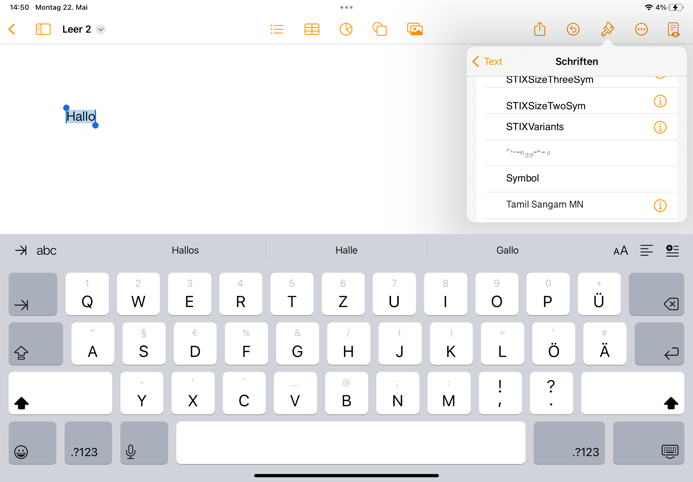 14:50 Montag 22. Mai
4%
Leer 2
Text
Schriften
STIXSizeThreeSym
STIXSizeTwoSym
STIXVariants
Symbol
Tamil Sangam MN
Hallo
abc
Hallos
Halle
Gallo
AA
1 2 3 4 5 6 7 8 9 0 +
Q W E R T Z U I O P Ü
" § € % & / ( ) = ' #
A S D F G H J K L Ö Ä
- ' ` … @ ; :
Y X C V B N M ! , ? .
.?123
.?123